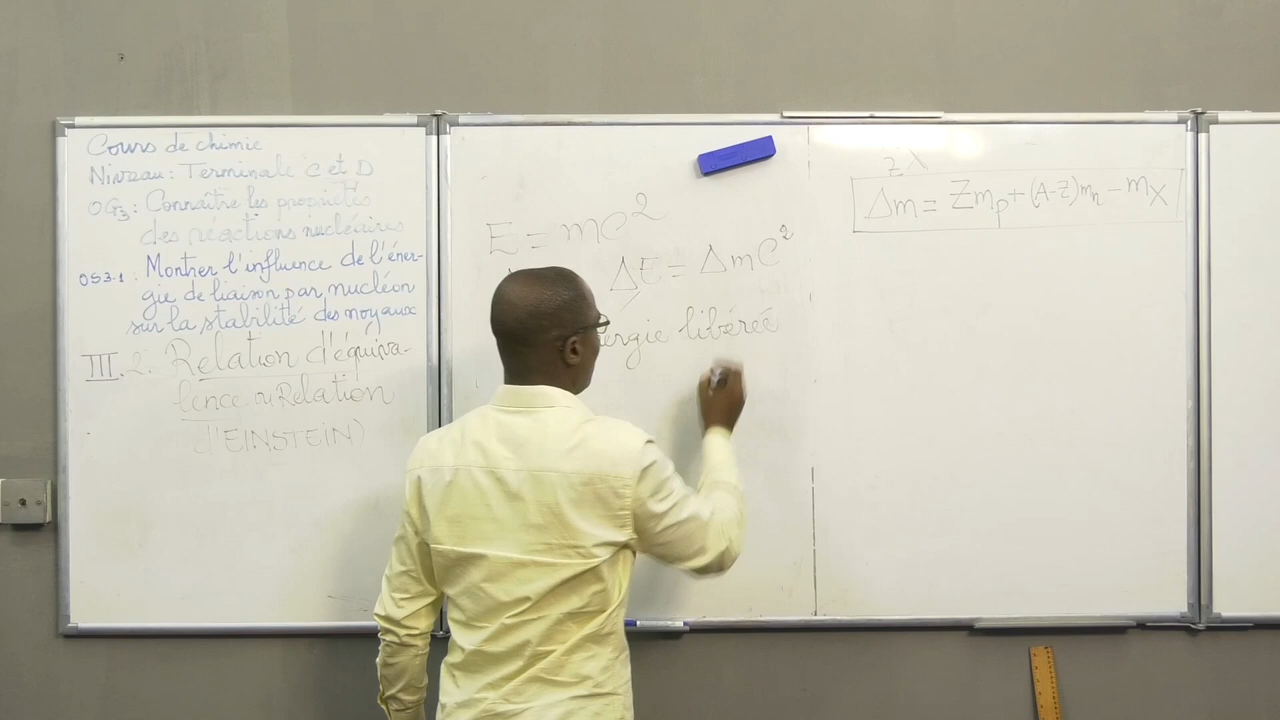 Cours de chimie
Niveau : Terminale C et D
OG3 : Connaître les propriétés
des réactions nucléaires
OS3.1 : Montrer l'influence de l'éner-
gie de liaison par nucléon
sur la stabilité des noyaux
III.2. Relation d'équiva-
lence ou Relation
d'EINSTEIN)
E = mc²
ΔE = Δmc²
ergie libérée
zX
Δm = Zmp + (A-Z)mn - mX